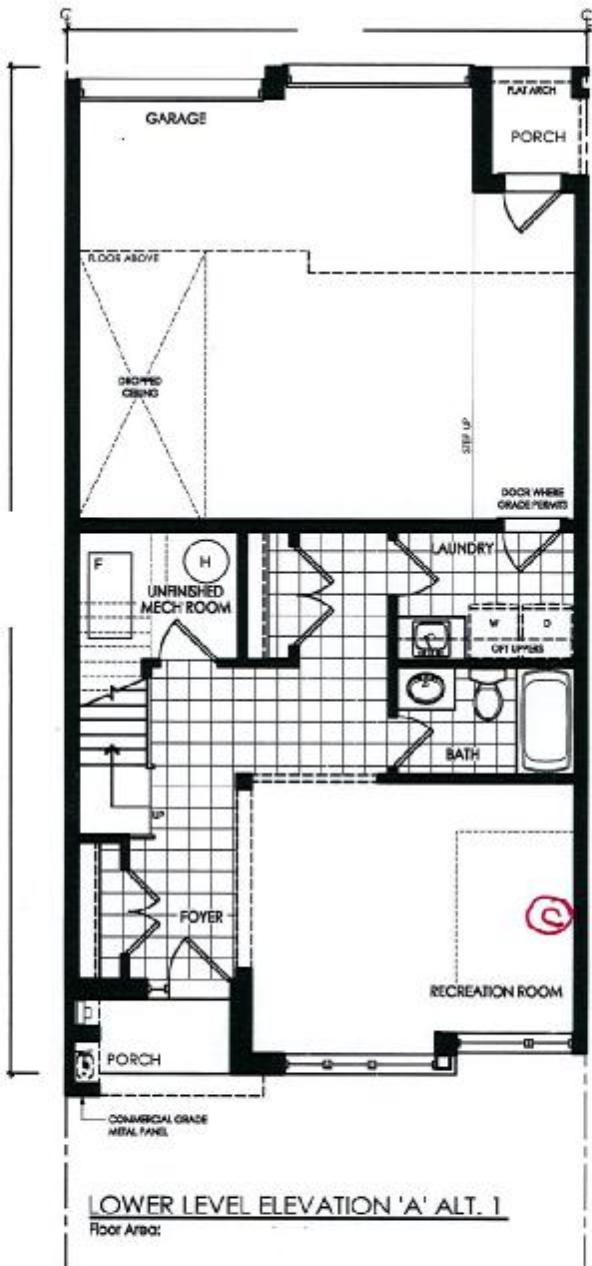 FLAT ARCH
GARAGE
PORCH
FLOOR ABOVE
DROPPED
CEILING
STEP UP
DOOR WHERE
GRADE PERMITS
LAUNDRY
F
H
UNFINISHED
MECH ROOM
W
D
OPT UPPERS
BATH
UP
FOYER
C
RECREATION ROOM
PORCH
COMMERCIAL GRADE
METAL PANEL
LOWER LEVEL ELEVATION 'A' ALT. 1
Floor Area: